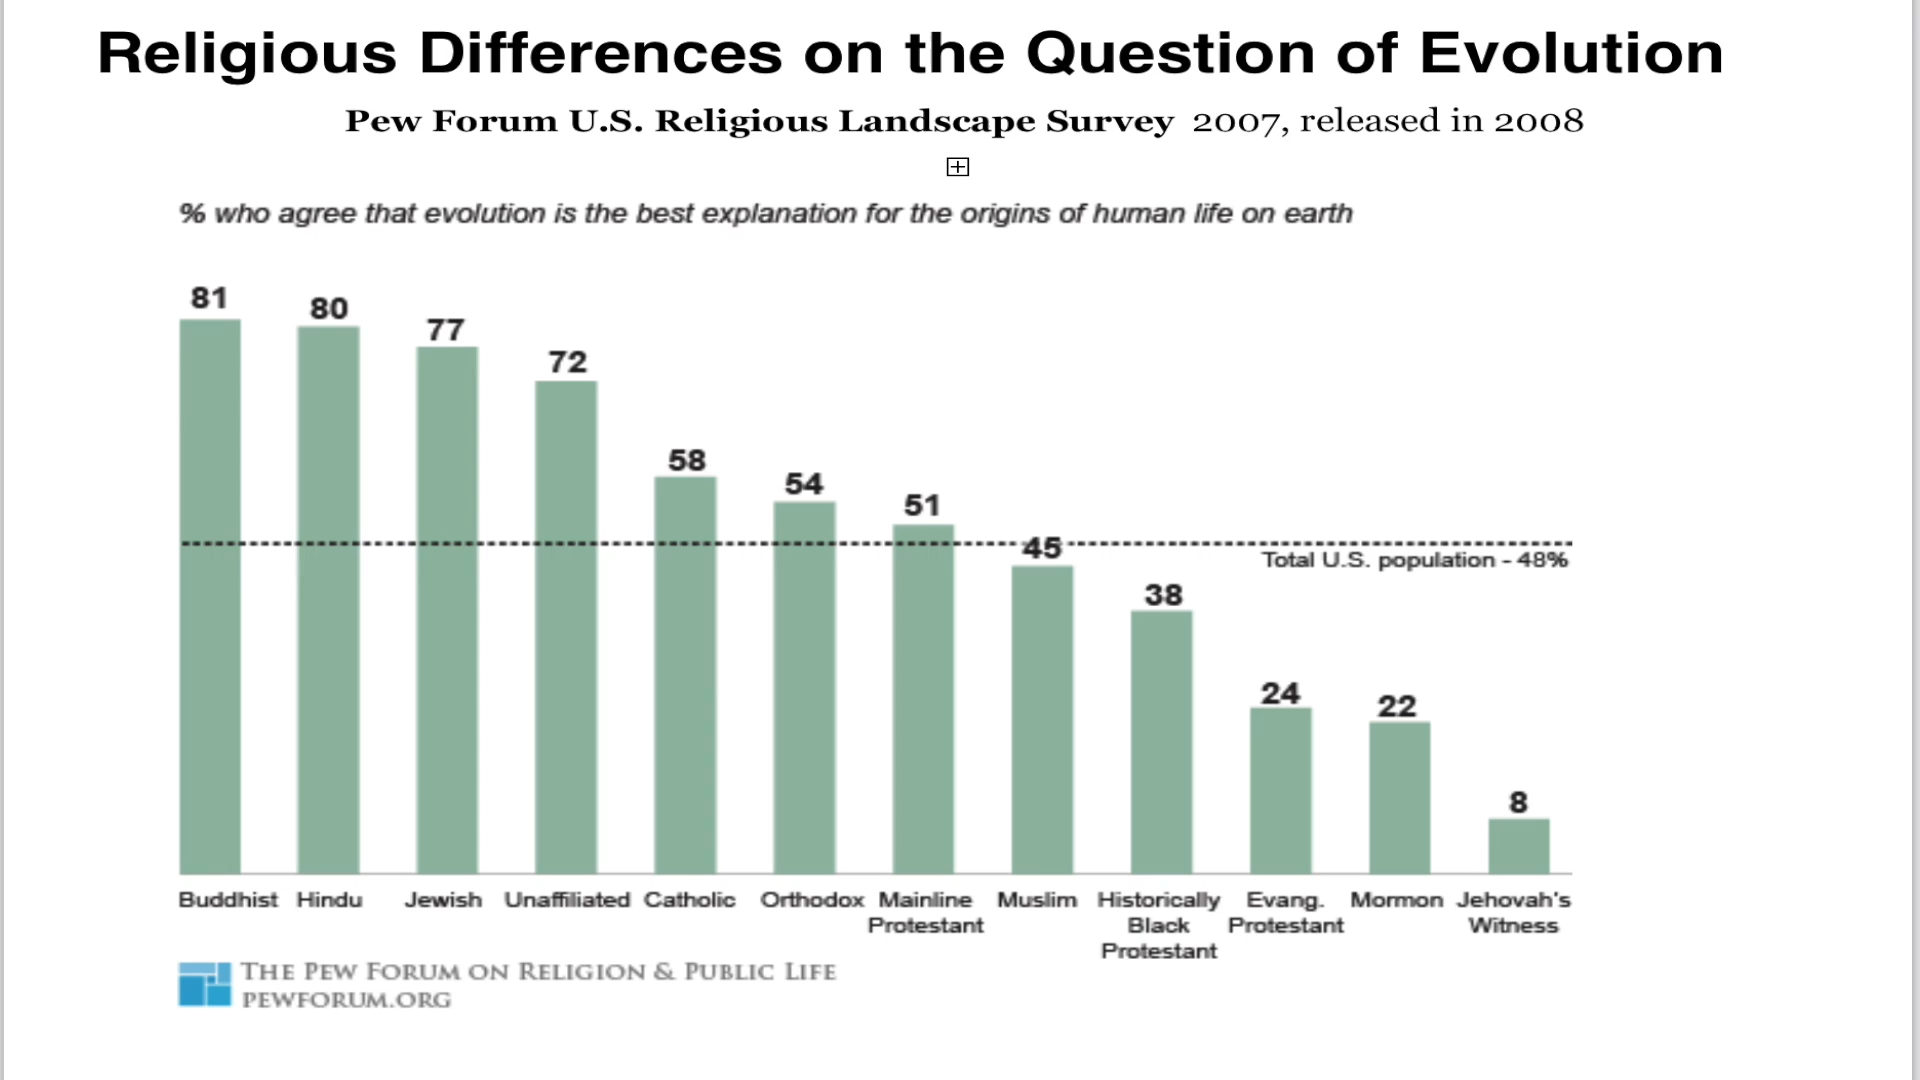 Religious Differences on the Question of Evolution
Pew Forum U.S. Religious Landscape Survey 2007, released in 2008
% who agree that evolution is the best explanation for the origins of human life on earth
81
80
77
72
58
54
51
45
38
24
22
8
Total U.S. population - 48%
Buddhist Hindu Jewish Unaffiliated Catholic Orthodox Mainline Muslim Historically Evang. Mormon Jehovah's
Protestant Black Protestant Witness
Protestant
THE PEW FORUM ON RELIGION & PUBLIC LIFE
PEWFORUM.ORG